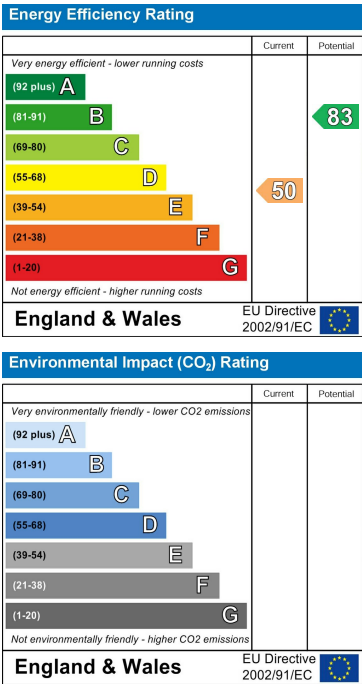 Energy Efficiency Rating
Current Potential
Very energy efficient - lower running costs
(92 plus) A
(81-91) B
83
(69-80) C
(55-68) D
50
(39-54) E
(21-38) F
(1-20) G
Not energy efficient - higher running costs
England & Wales
EU Directive
2002/91/EC
Environmental Impact (CO₂) Rating
Current Potential
Very environmentally friendly - lower CO2 emissions
(92 plus) A
(81-91) B
(69-80) C
(55-68) D
(39-54) E
(21-38) F
(1-20) G
Not environmentally friendly - higher CO2 emissions
England & Wales
EU Directive
2002/91/EC